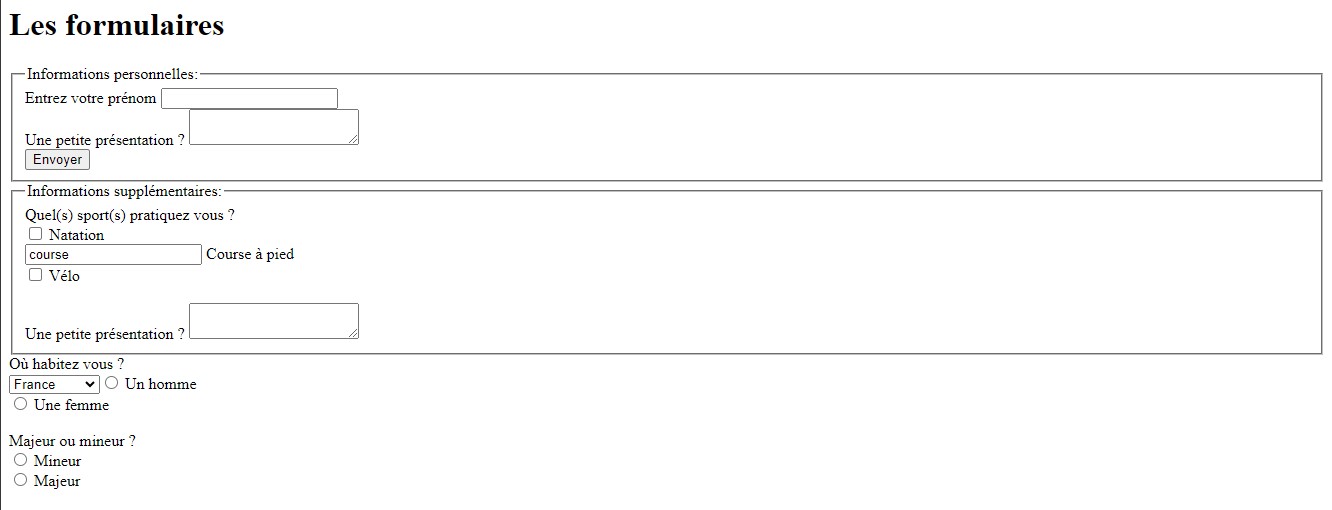 Les formulaires
Informations personnelles:
Entrez votre prénom
Une petite présentation ?
Envoyer
Informations supplémentaires:
Quel(s) sport(s) pratiquez vous ?
Natation
course Course à pied
Vélo
Une petite présentation ?
Où habitez vous ?
France Un homme
Une femme
Majeur ou mineur ?
Mineur
Majeur